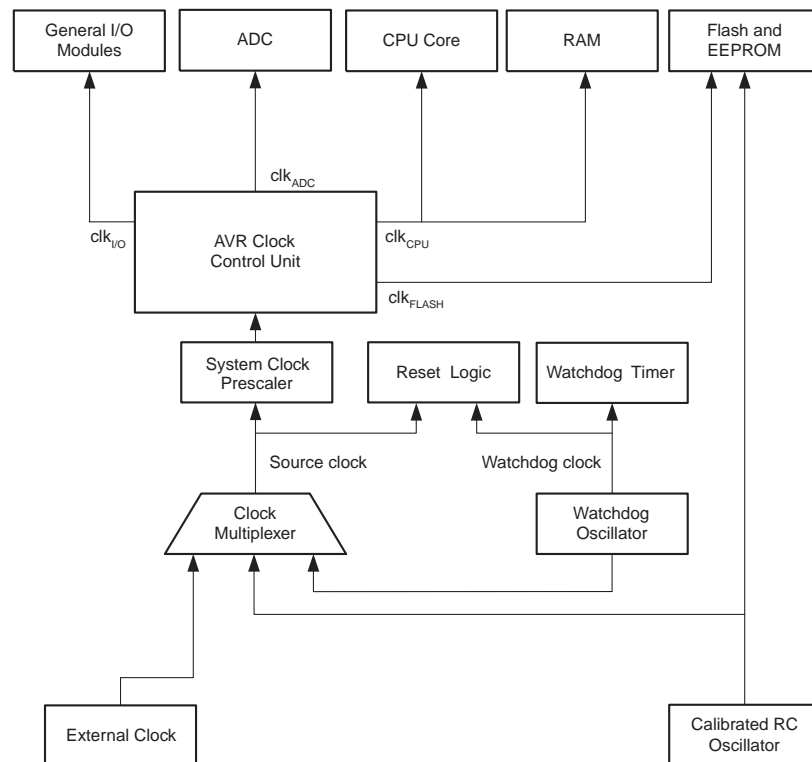 General I/O
Modules
ADC
CPU Core
RAM
Flash and
EEPROM
clkADC
clkI/O
AVR Clock
Control Unit
clkCPU
clkFLASH
System Clock
Prescaler
Reset Logic
Watchdog Timer
Source clock
Watchdog clock
Clock
Multiplexer
Watchdog
Oscillator
External Clock
Calibrated RC
Oscillator